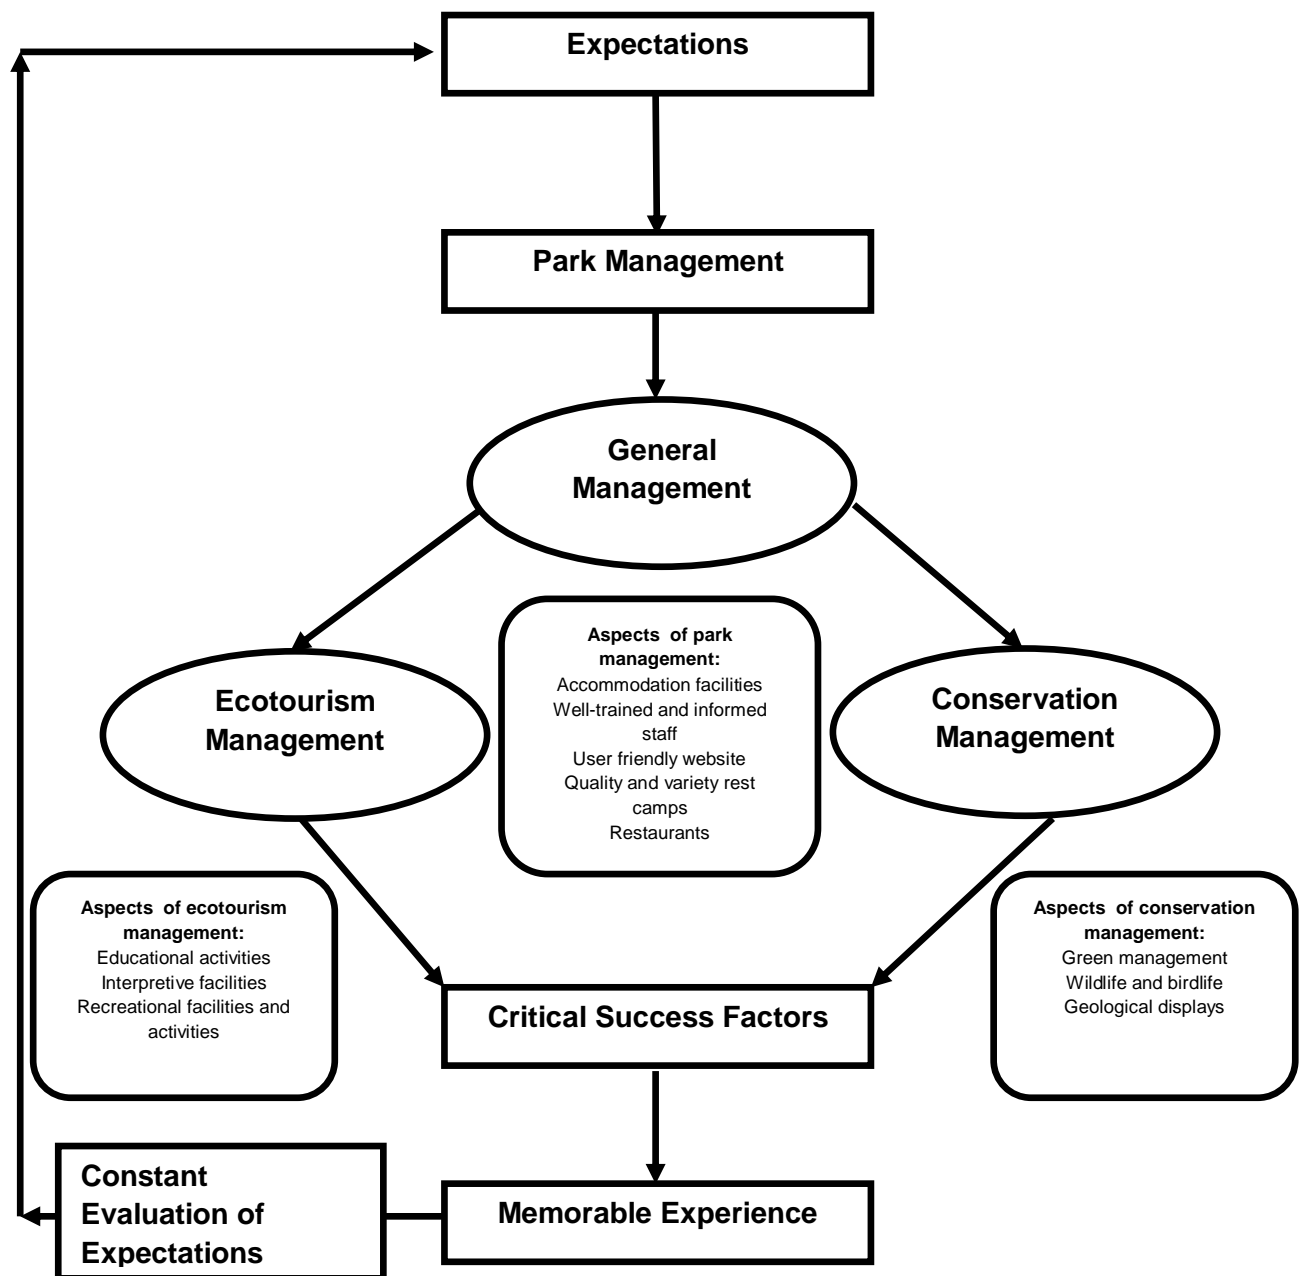 Expectations
Park Management
General
Management
Aspects of park
management:
Accommodation facilities
Well-trained and informed
staff
User friendly website
Quality and variety rest
camps
Restaurants
Ecotourism
Management
Conservation
Management
Aspects of ecotourism
management:
Educational activities
Interpretive facilities
Recreational facilities and
activities
Aspects of conservation
management:
Green management
Wildlife and birdlife
Geological displays
Critical Success Factors
Constant
Evaluation of
Expectations
Memorable Experience